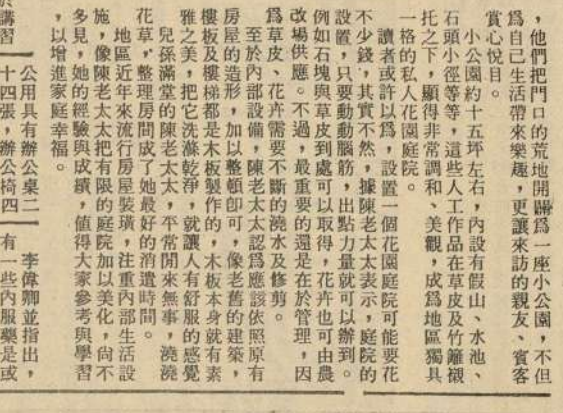 ，他們把門口的荒地開闢爲一座小公園，不但
爲自己生活帶來樂趣，更讓來訪的親友、賓客
賞心悅目。
小公園約十五坪左右，內設有假山、水池、
石頭小徑等等，這些人工作品在草皮及竹籬襯
托之下，顯得非常調和、美觀，成爲地區獨具
一格的私人花園庭院。
讀者或許以爲，設置一個花園庭院可能要花
不少錢，其實不然，據陳老太太表示，庭院的
設置，只要動動腦筋，出點力量就可以辦到。
例如石塊與草皮到處可以取得，花卉也可由農
改場供應。不過，最重要的還是在於管理，因
爲草皮、花卉需要不斷的澆水及修剪。
至於內部設備，陳老太太認爲應該依照原有
房屋的造形，加以整頓卽可，像老舊的建築，
樓板及樓梯都是木板製作的，木板本身就有素
雅之美，把它洗滌乾淨，就讓人有舒服的感覺
兒孫滿堂的陳老太太，平常閒來無事，澆澆
花草，整理房間成了她最好的消遣時間。
地區近年來流行房屋裝璜，注重內部生活設
施，像陳老太太把有限的庭院加以美化，尚不
多見，她的經驗與成績，值得大家參考與學習
，以增進家庭幸福。
李偉卿並指出，
有一些內服藥是或
公用具有辦公桌二
十四張，辦公椅四
於講習